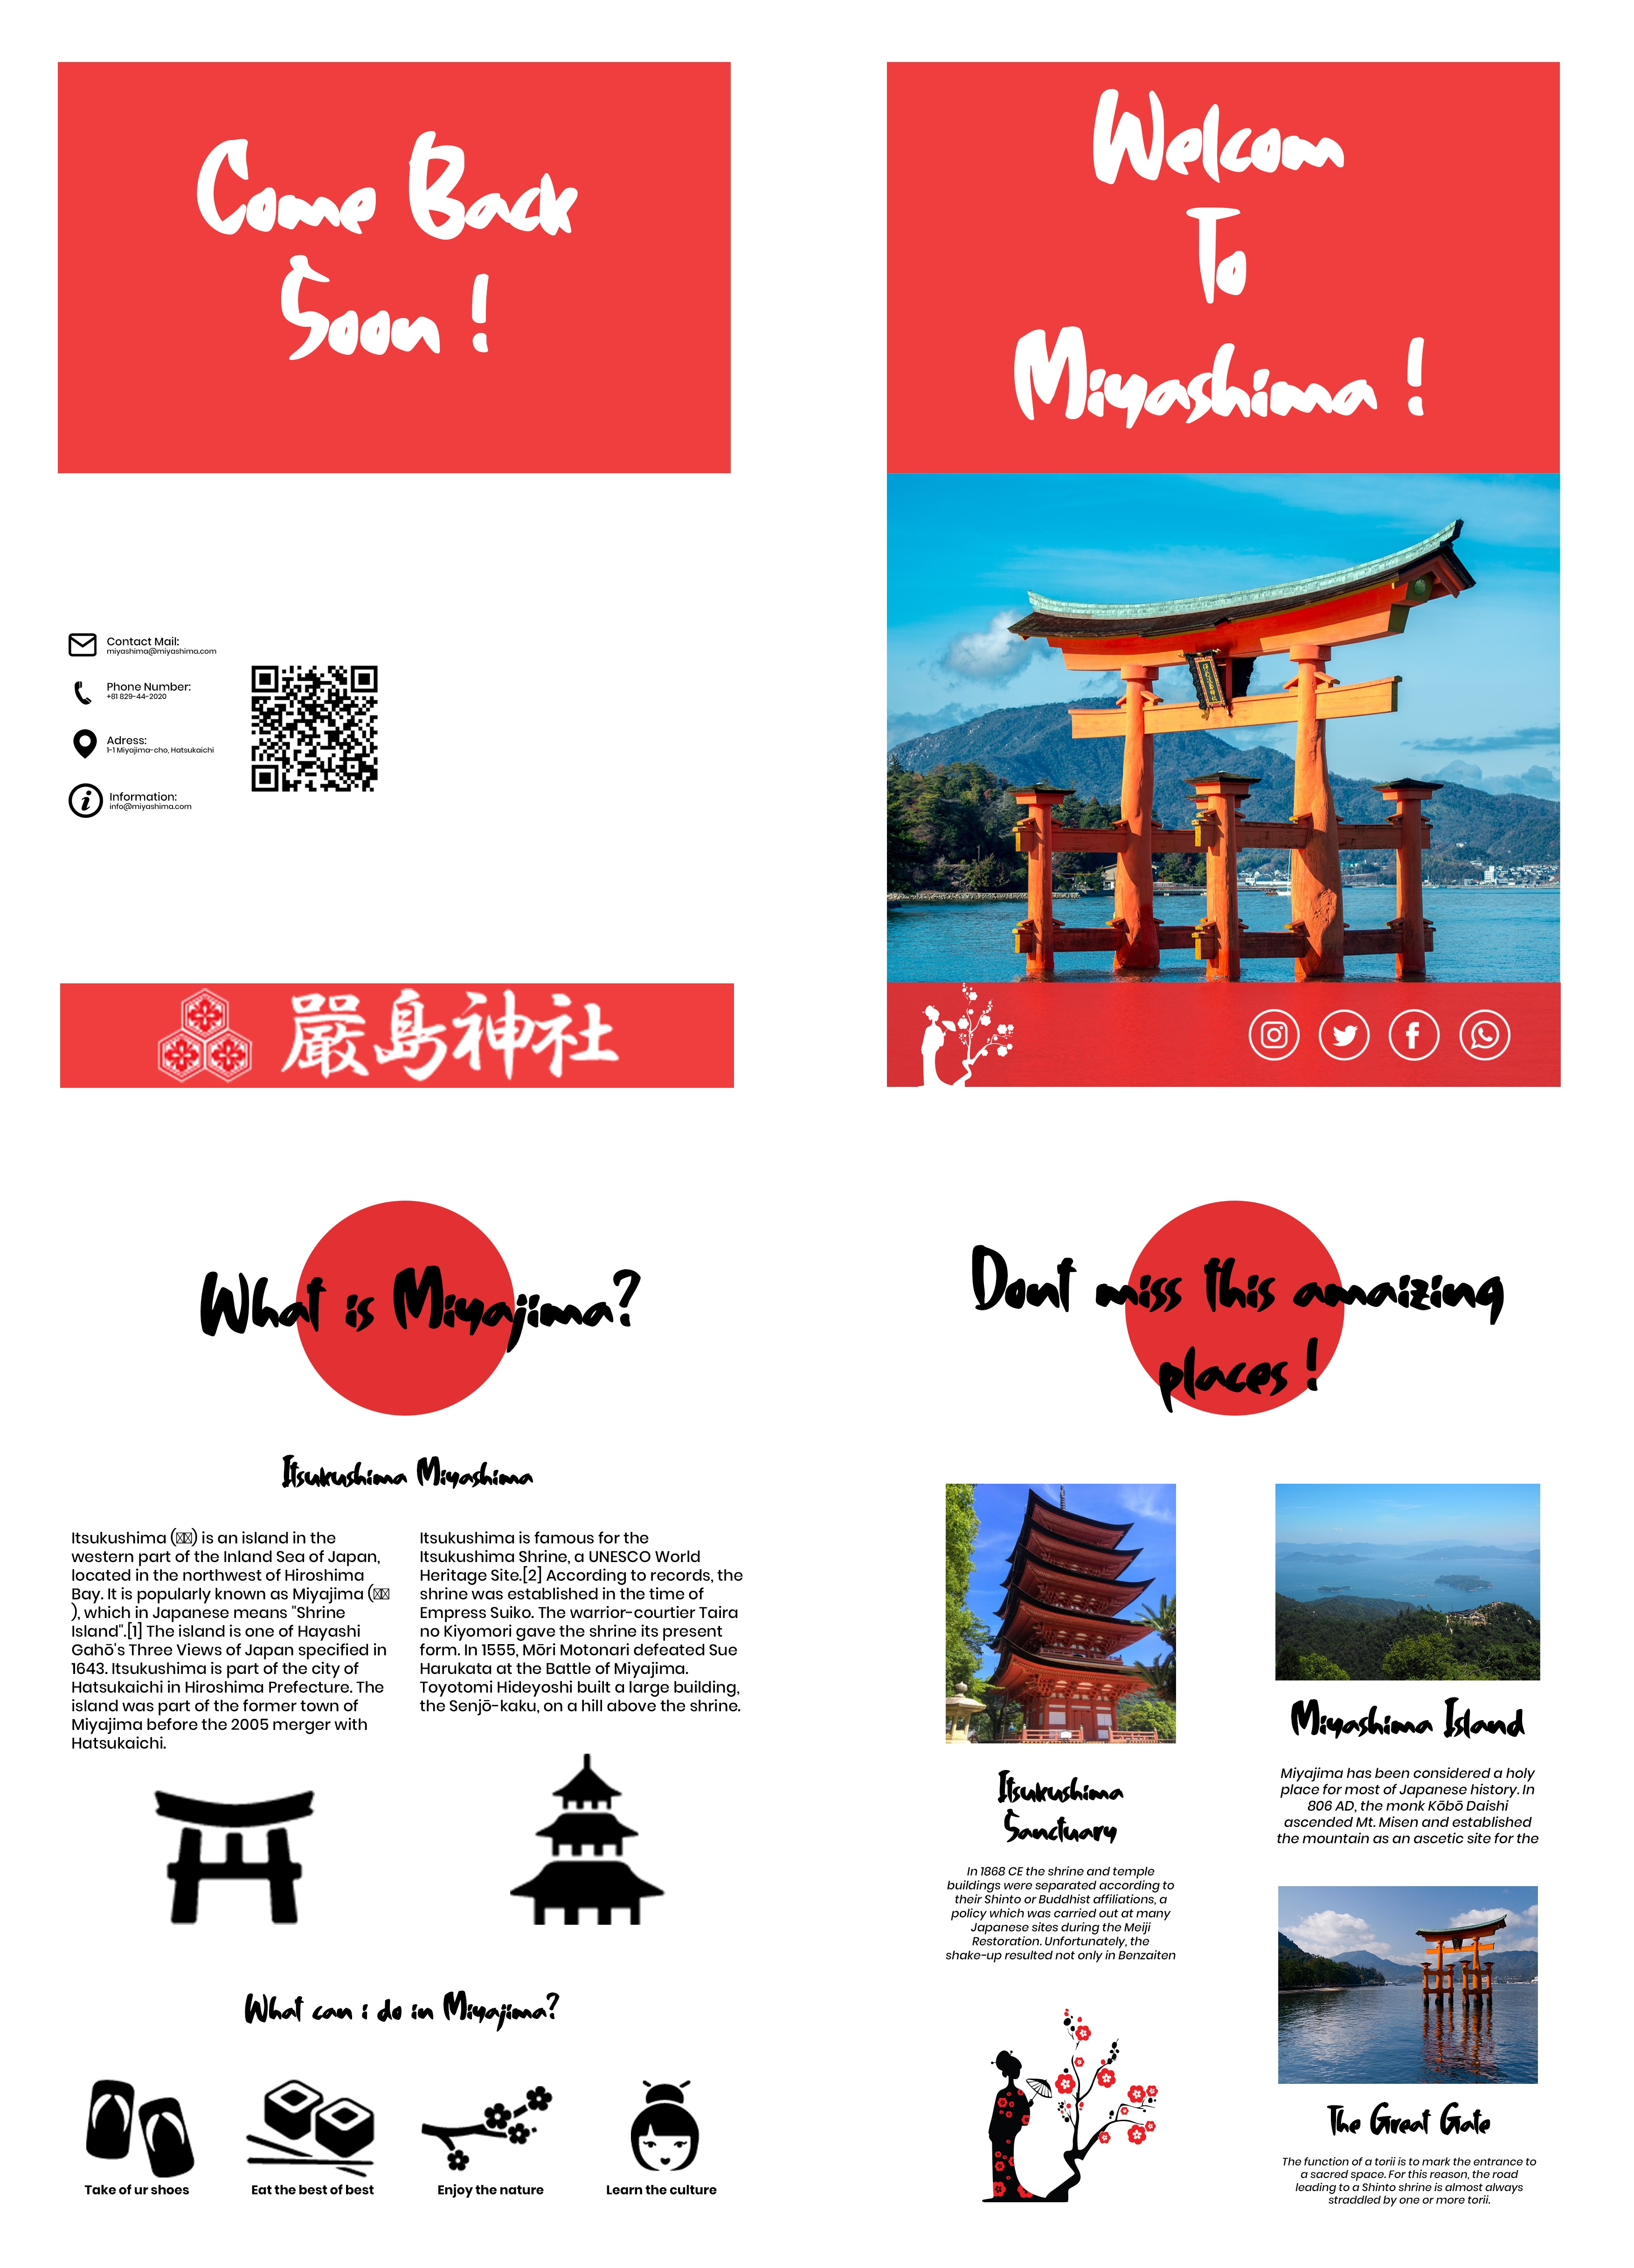 Come Back
Soon !
Contact Mail:
miyashima@miyashima.com
Phone Number:
+81 829-44-2020
Adress:
1-1 Miyajima-cho, Hatsukaichi
Information:
info@miyashima.com
嚴島神社
Welcom
To
Miyashima !
What is Miyajima?
Itsukushima Miyashima
Itsukushima () is an island in the
western part of the Inland Sea of Japan,
located in the northwest of Hiroshima
Bay. It is popularly known as Miyajima (
), which in Japanese means "Shrine
Island".[1] The island is one of Hayashi
Gahō's Three Views of Japan specified in
1643. Itsukushima is part of the city of
Hatsukaichi in Hiroshima Prefecture. The
island was part of the former town of
Miyajima before the 2005 merger with
Hatsukaichi.
Itsukushima is famous for the
Itsukushima Shrine, a UNESCO World
Heritage Site.[2] According to records, the
shrine was established in the time of
Empress Suiko. The warrior-courtier Taira
no Kiyomori gave the shrine its present
form. In 1555, Mōri Motonari defeated Sue
Harukata at the Battle of Miyajima.
Toyotomi Hideyoshi built a large building,
the Senjō-kaku, on a hill above the shrine.
What can i do in Miyajima?
Take of ur shoes
Eat the best of best
Enjoy the nature
Learn the culture
Dont miss this amaizing
places !
Itsukushima
Sanctuary
In 1868 CE the shrine and temple
buildings were separated according to
their Shinto or Buddhist affiliations, a
policy which was carried out at many
Japanese sites during the Meiji
Restoration. Unfortunately, the
shake-up resulted not only in Benzaiten
Miyashima Island
Miyajima has been considered a holy
place for most of Japanese history. In
806 AD, the monk Kōbō Daishi
ascended Mt. Misen and established
the mountain as an ascetic site for the
The Great Gate
The function of a torii is to mark the entrance to
a sacred space. For this reason, the road
leading to a Shinto shrine is almost always
straddled by one or more torii.